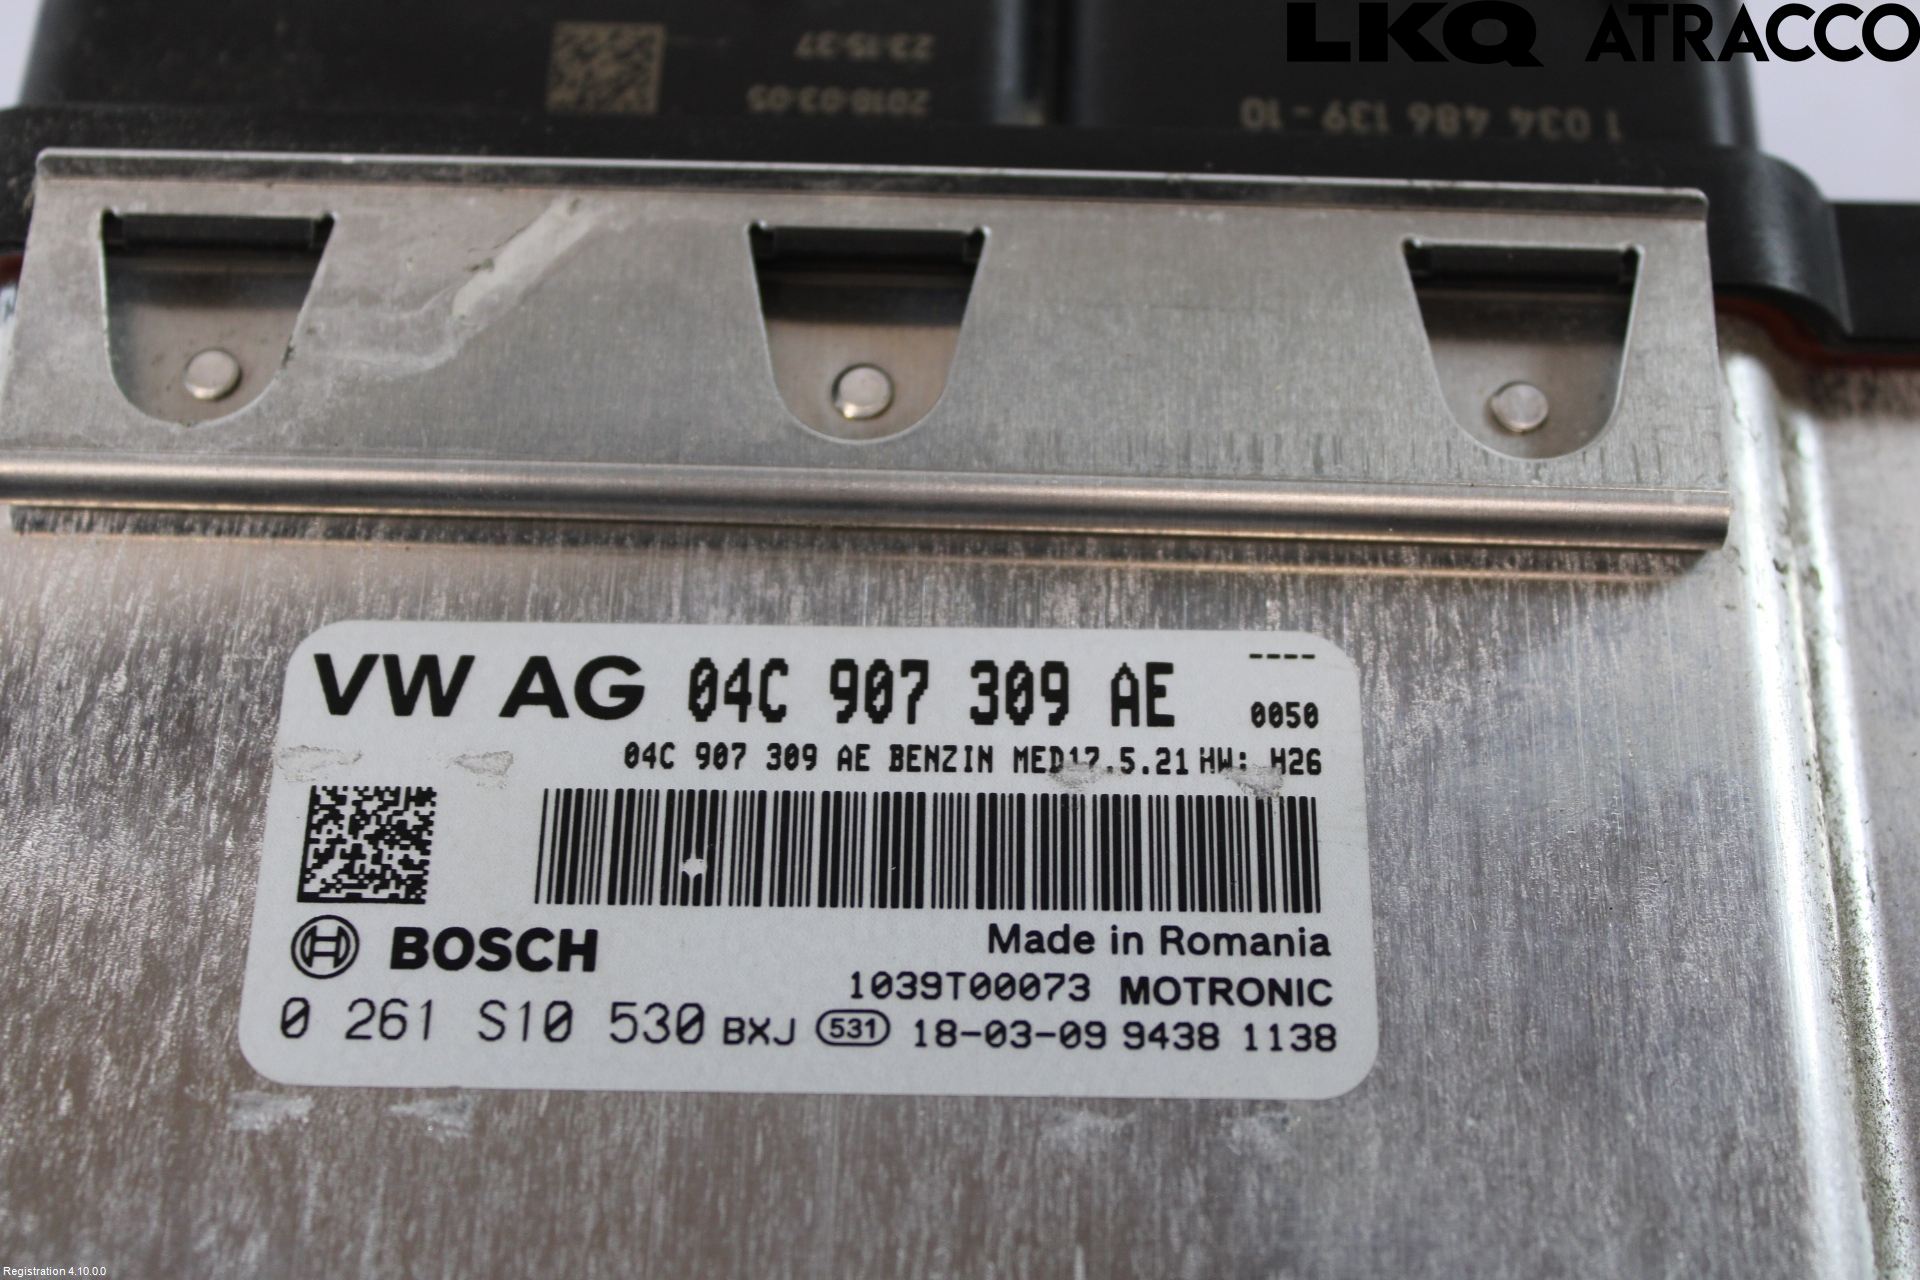 LKQ ATRACCO
23:15:37
2018-03-05
1 034 486 139-10
VW AG 04C 907 309 AE ----
0050
04C 907 309 AE BENZIN MED17.5.21 HW: H26
BOSCH
Made in Romania
1039T00073 MOTRONIC
0 261 S10 530 BXJ 531 18-03-09 9438 1138
Registration 4.10.0.0